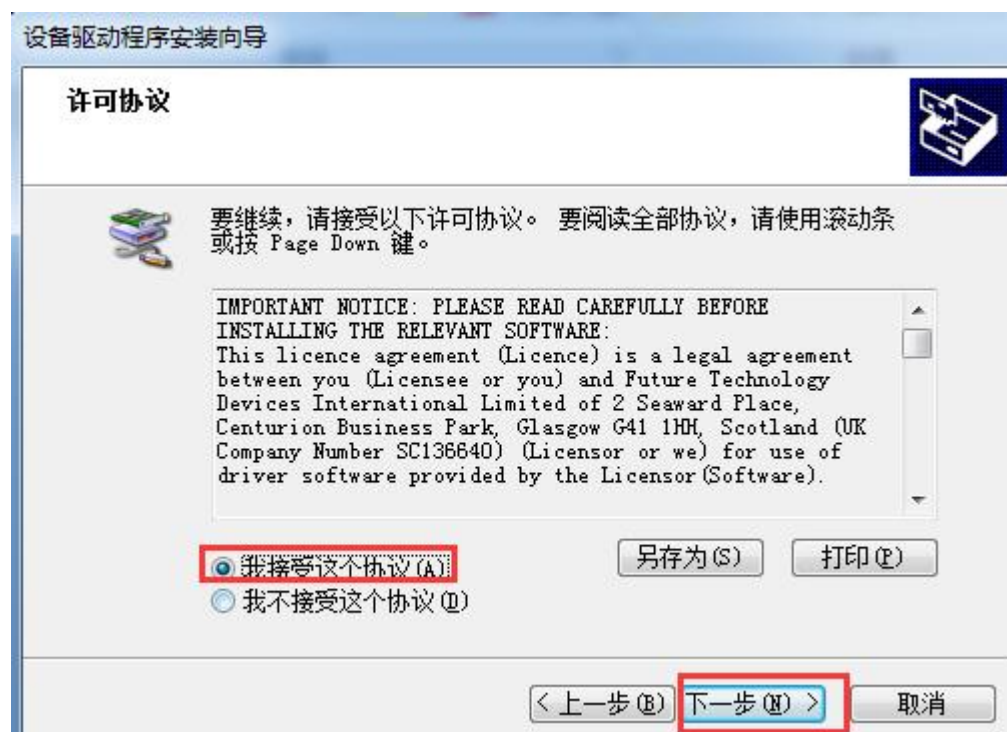 设备驱动程序安装向导
许可协议
要继续，请接受以下许可协议。 要阅读全部协议，请使用滚动条
或按 Page Down 键。
IMPORTANT NOTICE: PLEASE READ CAREFULLY BEFORE
INSTALLING THE RELEVANT SOFTWARE:
This licence agreement (Licence) is a legal agreement
between you (Licensee or you) and Future Technology
Devices International Limited of 2 Seaward Place,
Centurion Business Park, Glasgow G41 1HH, Scotland (UK
Company Number SC136640) (Licensor or we) for use of
driver software provided by the Licensor(Software).
我接受这个协议(A) 另存为(S) 打印(P)
我不接受这个协议(D)
< 上一步(B) 下一步(N) > 取消